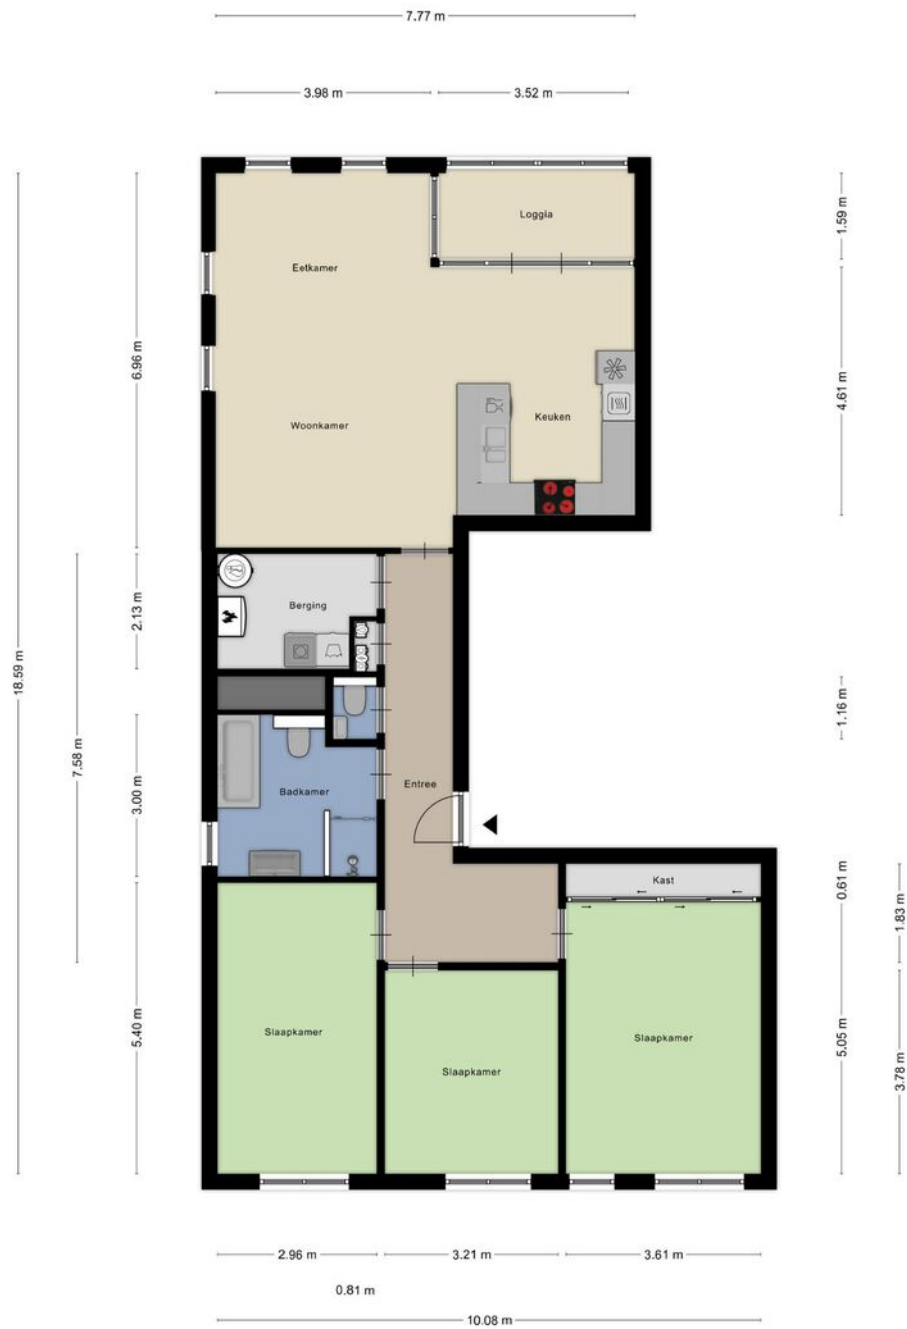 7.77 m
3.98 m
3.52 m
Loggia
1.59 m
Eetkamer
6.96 m
4.61 m
Keuken
Woonkamer
Berging
2.13 m
18.59 m
1.16 m
7.58 m
Entree
Badkamer
3.00 m
Kast
0.61 m
1.83 m
Slaapkamer
Slaapkamer
Slaapkamer
5.40 m
5.05 m
3.78 m
2.96 m
3.21 m
3.61 m
0.81 m
10.08 m